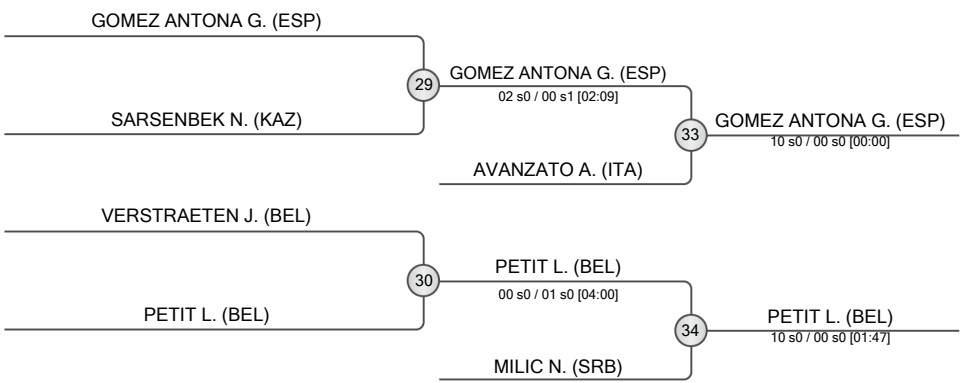 GOMEZ ANTONA G. (ESP)
29
GOMEZ ANTONA G. (ESP)
02 s0 / 00 s1 [02:09]
SARSENBEK N. (KAZ)
33
GOMEZ ANTONA G. (ESP)
10 s0 / 00 s0 [00:00]
AVANZATO A. (ITA)
VERSTRAETEN J. (BEL)
30
PETIT L. (BEL)
00 s0 / 01 s0 [04:00]
PETIT L. (BEL)
34
PETIT L. (BEL)
10 s0 / 00 s0 [01:47]
MILIC N. (SRB)